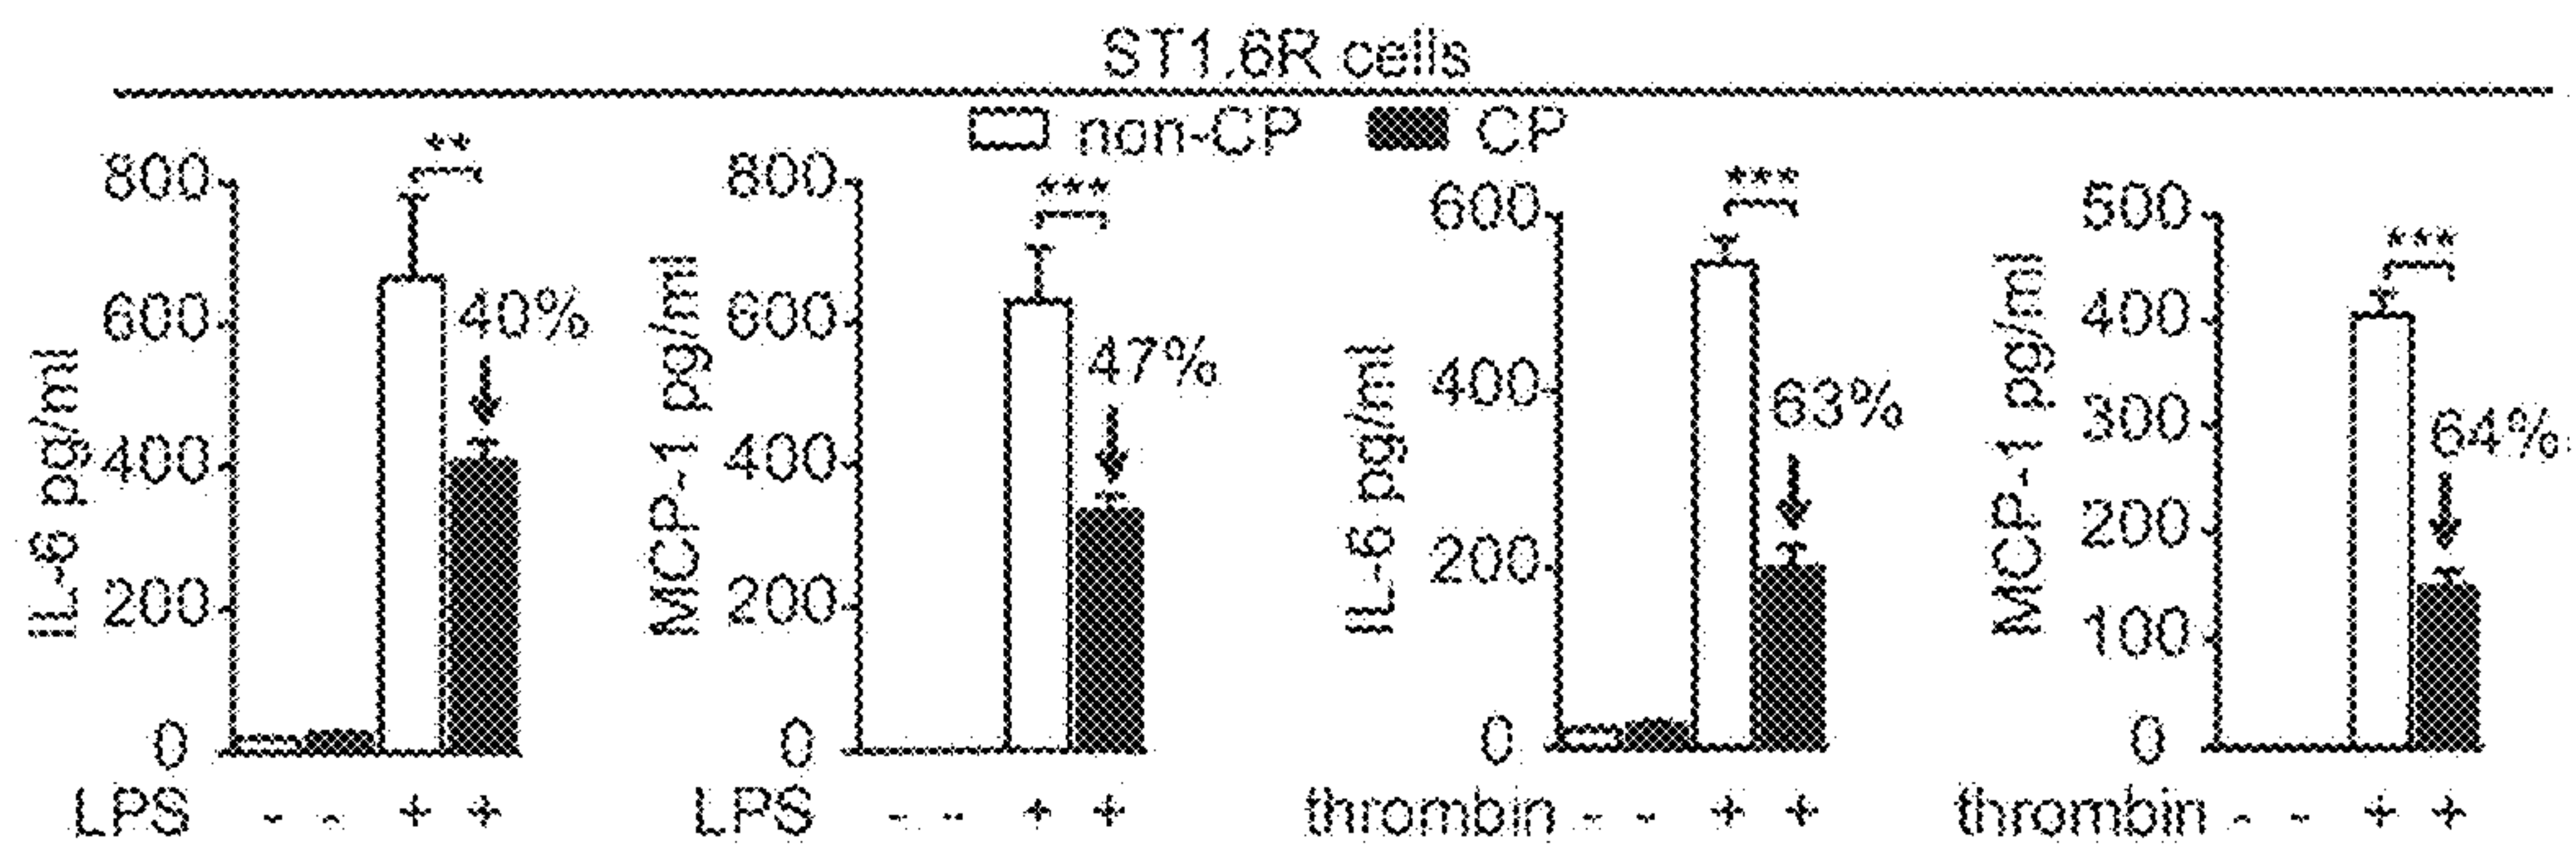 ST1.6R cells
non-CP CP
IL-6 pg/ml
800
600
400
200
0
**
40%
LPS - - + +
MCP-1 pg/ml
800
600
400
200
0
***
47%
LPS - - + +
IL-6 pg/ml
600
400
200
0
***
63%
thrombin - - + +
MCP-1 pg/ml
500
400
300
200
100
0
***
64%
thrombin - - + +